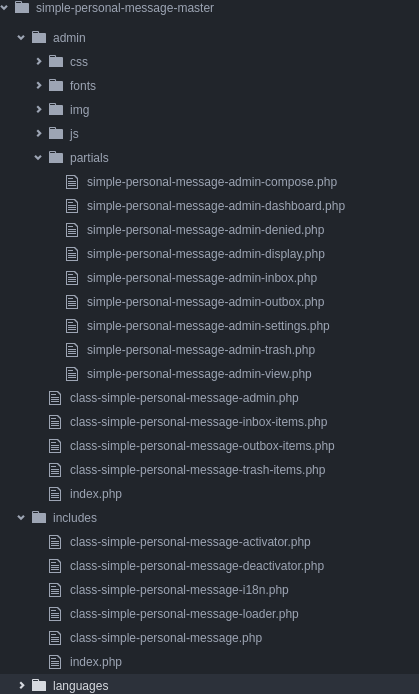 simple-personal-message-master
admin
css
fonts
img
js
partials
simple-personal-message-admin-compose.php
simple-personal-message-admin-dashboard.php
simple-personal-message-admin-denied.php
simple-personal-message-admin-display.php
simple-personal-message-admin-inbox.php
simple-personal-message-admin-outbox.php
simple-personal-message-admin-settings.php
simple-personal-message-admin-trash.php
simple-personal-message-admin-view.php
class-simple-personal-message-admin.php
class-simple-personal-message-inbox-items.php
class-simple-personal-message-outbox-items.php
class-simple-personal-message-trash-items.php
index.php
includes
class-simple-personal-message-activator.php
class-simple-personal-message-deactivator.php
class-simple-personal-message-i18n.php
class-simple-personal-message-loader.php
class-simple-personal-message.php
index.php
languages